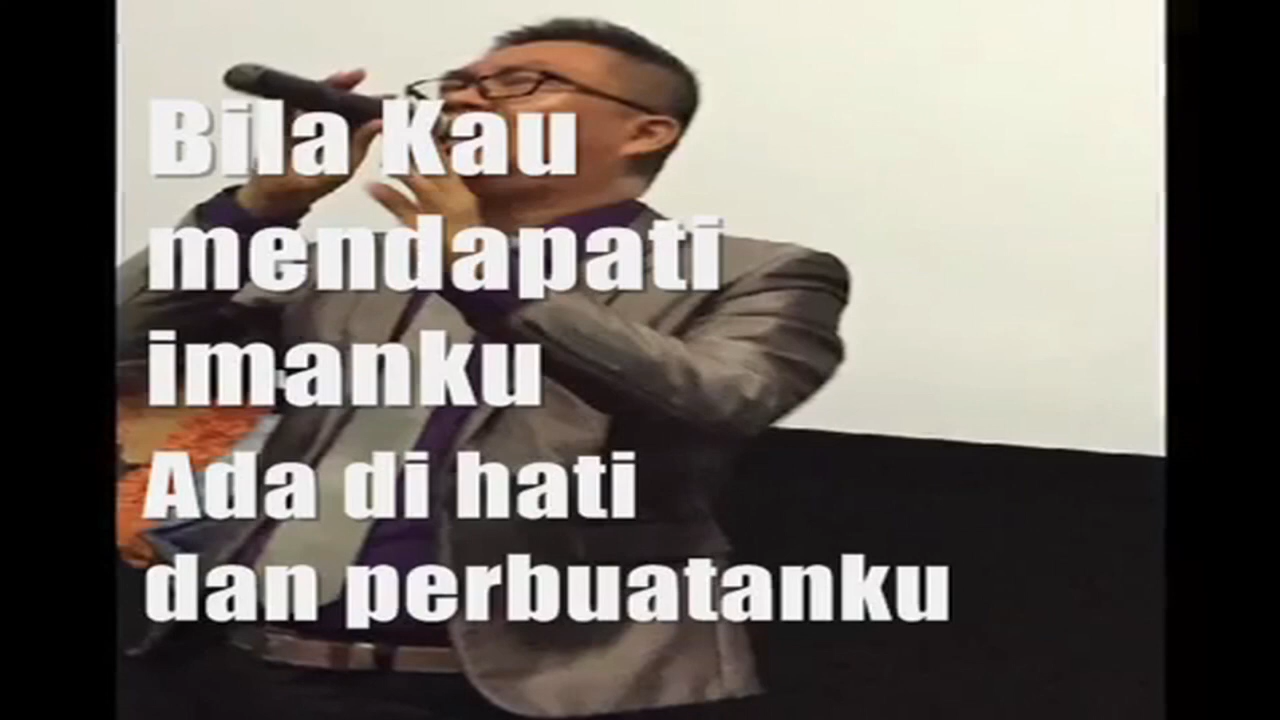 Bila Kau
mendapati
imanku
Ada di hati
dan perbuatanku